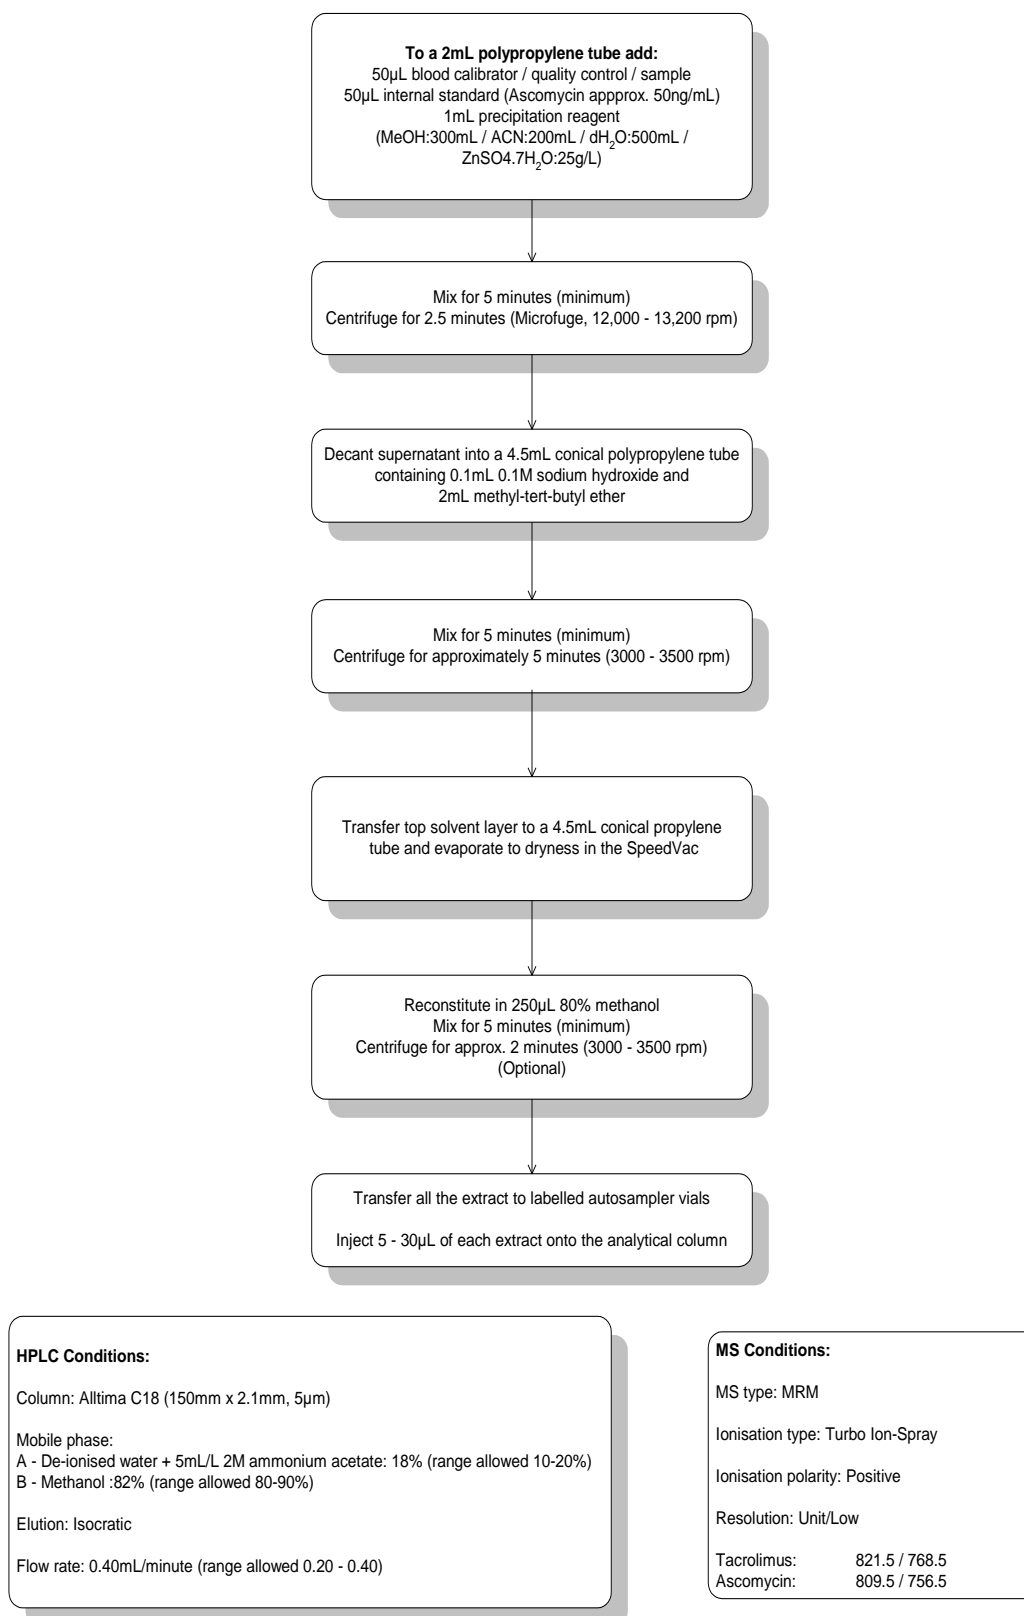 To a 2mL polypropylene tube add:
50µL blood calibrator / quality control / sample
50µL internal standard (Ascomycin appprox. 50ng/mL)
1mL precipitation reagent
(MeOH:300mL / ACN:200mL / dH₂O:500mL /
ZnSO4.7H₂O:25g/L)
Mix for 5 minutes (minimum)
Centrifuge for 2.5 minutes (Microfuge, 12,000 - 13,200 rpm)
Decant supernatant into a 4.5mL conical polypropylene tube
containing 0.1mL 0.1M sodium hydroxide and
2mL methyl-tert-butyl ether
Mix for 5 minutes (minimum)
Centrifuge for approximately 5 minutes (3000 - 3500 rpm)
Transfer top solvent layer to a 4.5mL conical propylene
tube and evaporate to dryness in the SpeedVac
Reconstitute in 250µL 80% methanol
Mix for 5 minutes (minimum)
Centrifuge for approx. 2 minutes (3000 - 3500 rpm)
(Optional)
Transfer all the extract to labelled autosampler vials
Inject 5 - 30µL of each extract onto the analytical column
HPLC Conditions:
Column: Alltima C18 (150mm x 2.1mm, 5µm)
Mobile phase:
A - De-ionised water + 5mL/L 2M ammonium acetate: 18% (range allowed 10-20%)
B - Methanol :82% (range allowed 80-90%)
Elution: Isocratic
Flow rate: 0.40mL/minute (range allowed 0.20 - 0.40)
MS Conditions:
MS type: MRM
Ionisation type: Turbo Ion-Spray
Ionisation polarity: Positive
Resolution: Unit/Low
Tacrolimus: 821.5 / 768.5
Ascomycin: 809.5 / 756.5